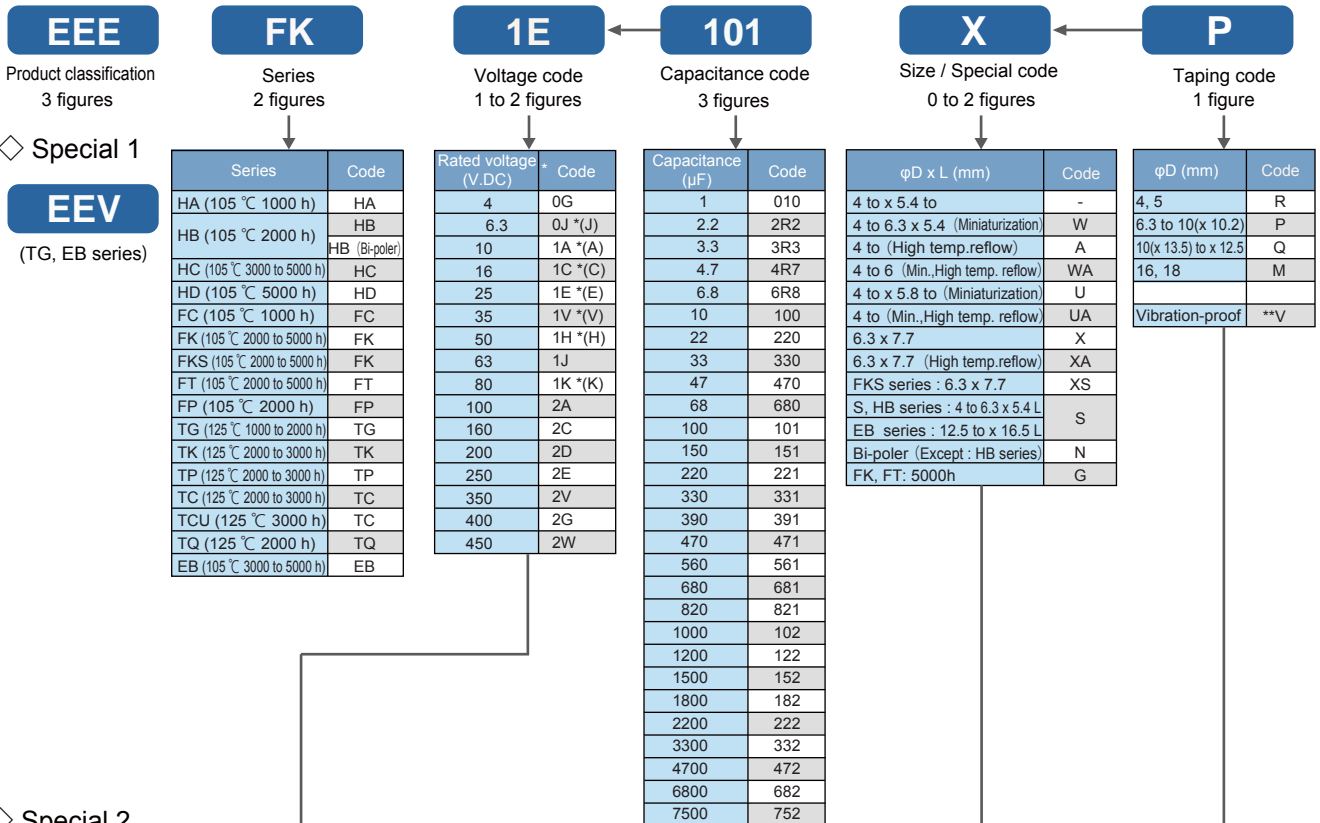 EEE FK 1E 101 X P
Product classification
3 figures
Series
2 figures
Voltage code
1 to 2 figures
Capacitance code
3 figures
Size / Special code
0 to 2 figures
Taping code
1 figure
◇ Special 1
EEV
(TG, EB series)
Series Code
HA (105 ℃ 1000 h) HA
HB (105 ℃ 2000 h) HB
HB (Bi-poler)
HC (105 ℃ 3000 to 5000 h) HC
HD (105 ℃ 5000 h) HD
FC (105 ℃ 1000 h) FC
FK (105 ℃ 2000 to 5000 h) FK
FKS (105 ℃ 2000 to 5000 h) FK
FT (105 ℃ 2000 to 5000 h) FT
FP (105 ℃ 2000 h) FP
TG (125 ℃ 1000 to 2000 h) TG
TK (125 ℃ 2000 to 3000 h) TK
TP (125 ℃ 2000 to 3000 h) TP
TC (125 ℃ 2000 to 3000 h) TC
TCU (125 ℃ 3000 h) TC
TQ (125 ℃ 2000 h) TQ
EB (105 ℃ 3000 to 5000 h) EB
Rated voltage
(V.DC) * Code
4 0G
6.3 0J *(J)
10 1A *(A)
16 1C *(C)
25 1E *(E)
35 1V *(V)
50 1H *(H)
63 1J
80 1K *(K)
100 2A
160 2C
200 2D
250 2E
350 2V
400 2G
450 2W
Capacitance
(µF) Code
1 010
2.2 2R2
3.3 3R3
4.7 4R7
6.8 6R8
10 100
22 220
33 330
47 470
68 680
100 101
150 151
220 221
330 331
390 391
470 471
560 561
680 681
820 821
1000 102
1200 122
1500 152
1800 182
2200 222
3300 332
4700 472
6800 682
7500 752
φD x L (mm) Code
4 to x 5.4 to -
4 to 6.3 x 5.4 (Miniaturization) W
4 to (High temp.reflow) A
4 to 6 (Min.,High temp. reflow) WA
4 to x 5.8 to (Miniaturization) U
4 to (Min.,High temp. reflow) UA
6.3 x 7.7 X
6.3 x 7.7 (High temp.reflow) XA
FKS series : 6.3 x 7.7 XS
S, HB series : 4 to 6.3 x 5.4 L S
EB series : 12.5 to x 16.5 L
Bi-poler (Except : HB series) N
FK, FT: 5000h G
φD (mm) Code
4, 5 R
6.3 to 10(x 10.2) P
10(x 13.5) to x 12.5 Q
16, 18 M
Vibration-proof **V
◇ Special 2